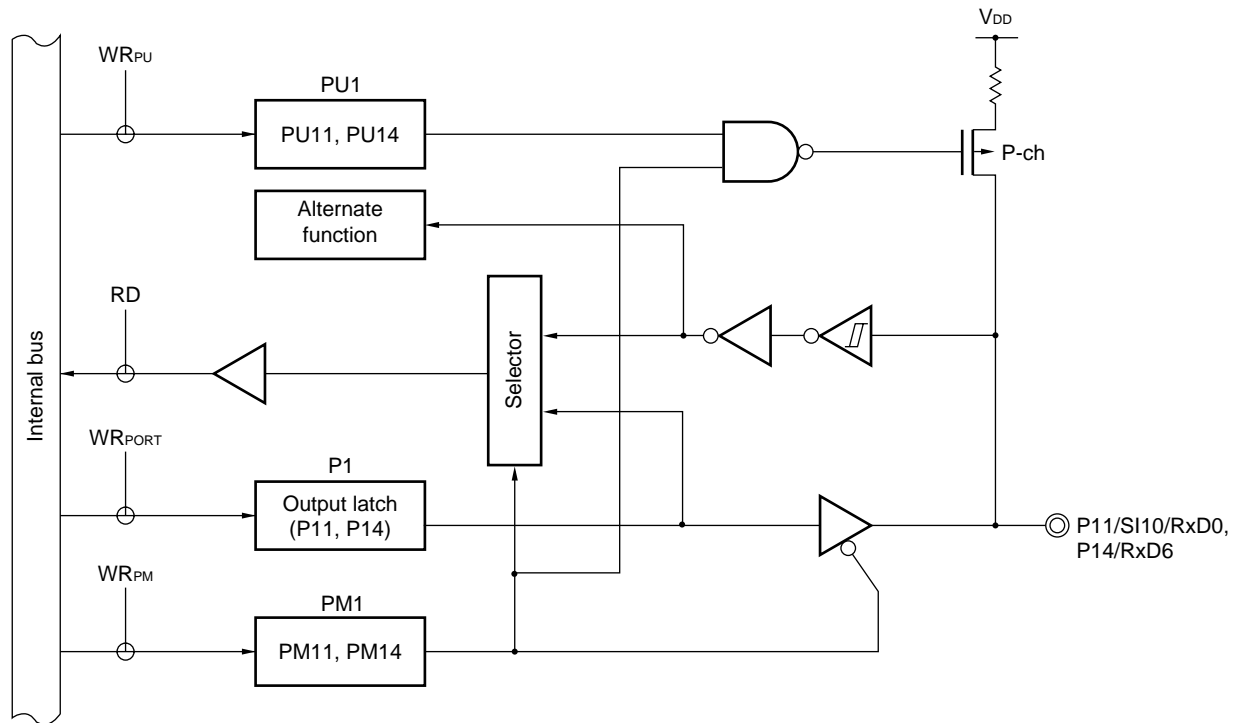 VDD
WRPU
PU1
PU11, PU14
P-ch
Alternate
function
RD
Selector
Internal bus
WRPORT
P1
Output latch
(P11, P14)
P11/SI10/RxD0,
P14/RxD6
WRPM
PM1
PM11, PM14